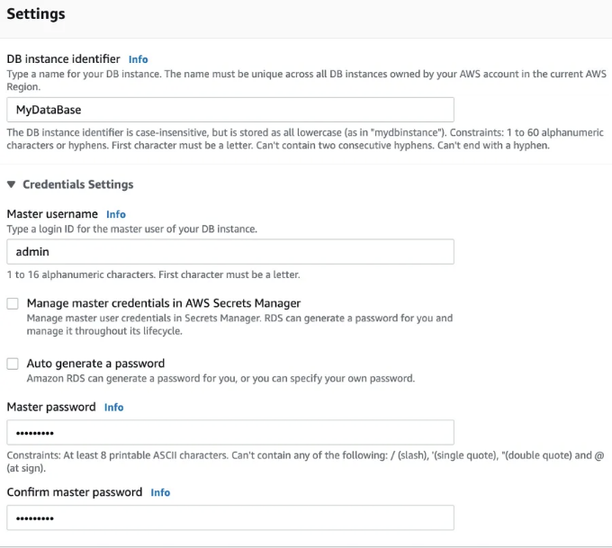 Settings
DB instance identifier Info
Type a name for your DB instance. The name must be unique across all DB instances owned by your AWS account in the current AWS
Region.
MyDataBase
The DB instance identifier is case-insensitive, but is stored as all lowercase (as in "mydbinstance"). Constraints: 1 to 60 alphanumeric
characters or hyphens. First character must be a letter. Can't contain two consecutive hyphens. Can't end with a hyphen.
▼ Credentials Settings
Master username Info
Type a login ID for the master user of your DB instance.
admin
1 to 16 alphanumeric characters. First character must be a letter.
Manage master credentials in AWS Secrets Manager
Manage master user credentials in Secrets Manager. RDS can generate a password for you and
manage it throughout its lifecycle.
Auto generate a password
Amazon RDS can generate a password for you, or you can specify your own password.
Master password Info
•••••••••
Constraints: At least 8 printable ASCII characters. Can't contain any of the following: / (slash), '(single quote), "(double quote) and @
(at sign).
Confirm master password Info
•••••••••